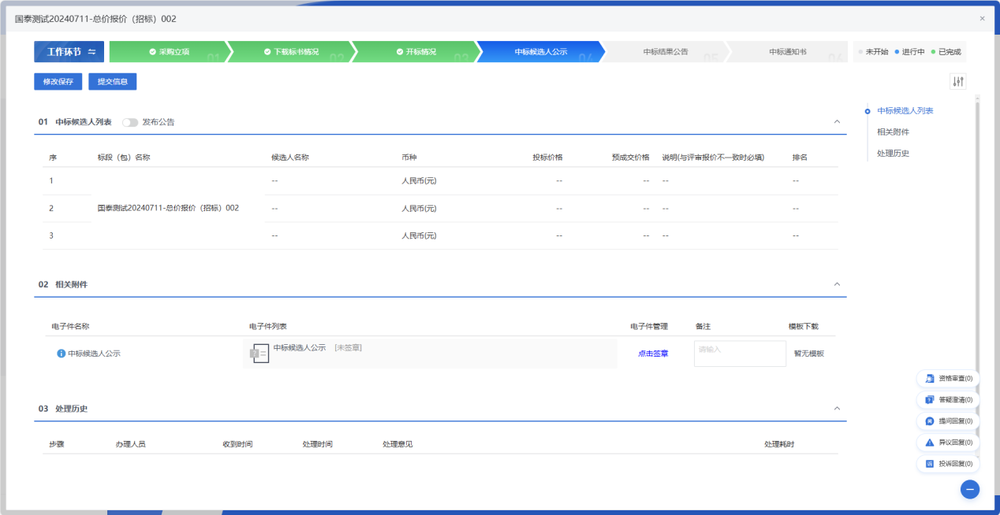 国泰测试20240711-总价报价（招标）002
×
工作环节 采购立项 01 下载标书情况 02 开标情况 03 中标候选人公示 04 中标结果公告 05 中标通知书 06 未开始 进行中 已完成
修改保存 提交信息
01 中标候选人列表 发布公告
中标候选人列表
相关附件
处理历史
序 标段（包）名称 候选人名称 币种 投标价格 预成交价格 说明(与评审报价不一致时必填) 排名
1 -- 人民币(元) -- -- -- --
2 国泰测试20240711-总价报价（招标）002 -- 人民币(元) -- -- -- --
3 -- 人民币(元) -- -- -- --
02 相关附件
电子件名称 电子件列表 电子件管理 备注 模板下载
中标候选人公示 中标候选人公示 [未签章] 点击签章 请输入 暂无模板
03 处理历史
步骤 办理人员 收到时间 处理时间 处理意见 处理耗时
资格审查(0)
答疑澄清(0)
提问回复(0)
异议回复(0)
投诉回复(0)